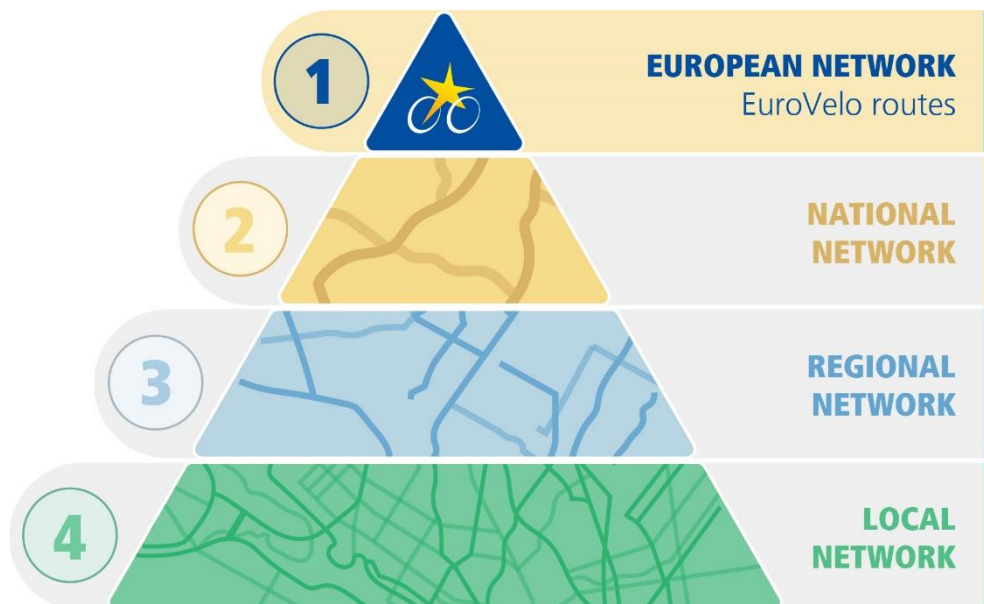 1
EUROPEAN NETWORK
EuroVelo routes
2
NATIONAL
NETWORK
3
REGIONAL
NETWORK
4
LOCAL
NETWORK